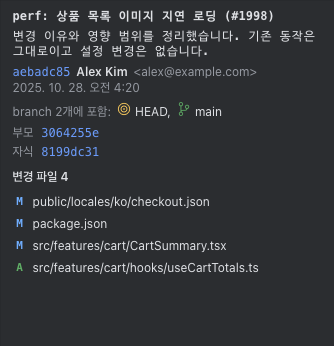 perf: 상품 목록 이미지 지연 로딩 (#1998)
변경 이유와 영향 범위를 정리했습니다. 기존 동작은
그대로이고 설정 변경은 없습니다.
aebadc85 Alex Kim <alex@example.com>
2025. 10. 28. 오전 4:20
branch 2개에 포함: HEAD, main
부모 3064255e
자식 8199dc31
변경 파일 4
M public/locales/ko/checkout.json
M package.json
M src/features/cart/CartSummary.tsx
A src/features/cart/hooks/useCartTotals.ts